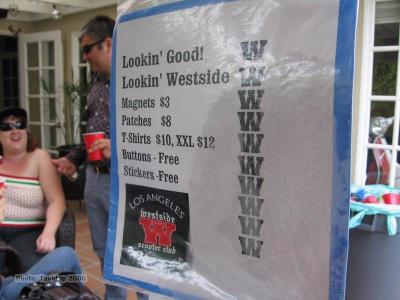 Lookin' Good!
Lookin' Westside
Magnets $3
Patches $8
T-Shirts $10, XXL $12
Buttons - Free
Stickers - Free
W
W
W
W
W
W
W
W
W
W
LOS ANGELES
westside
W
scooter club
Photo: 2006